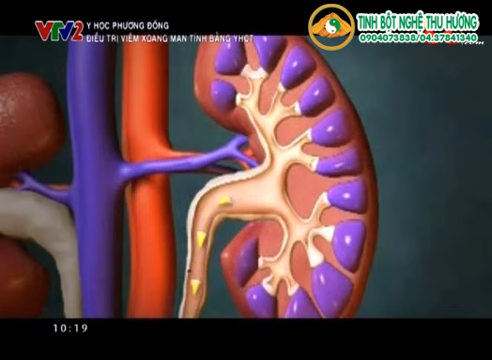 VTV2
Y HỌC PHƯƠNG ĐÔNG
ĐIỀU TRỊ VIÊM XOANG MẠN TÍNH BẰNG YHCT
TINH BỘT NGHỆ THU HƯƠNG
0904073838/04.37841340
10:19